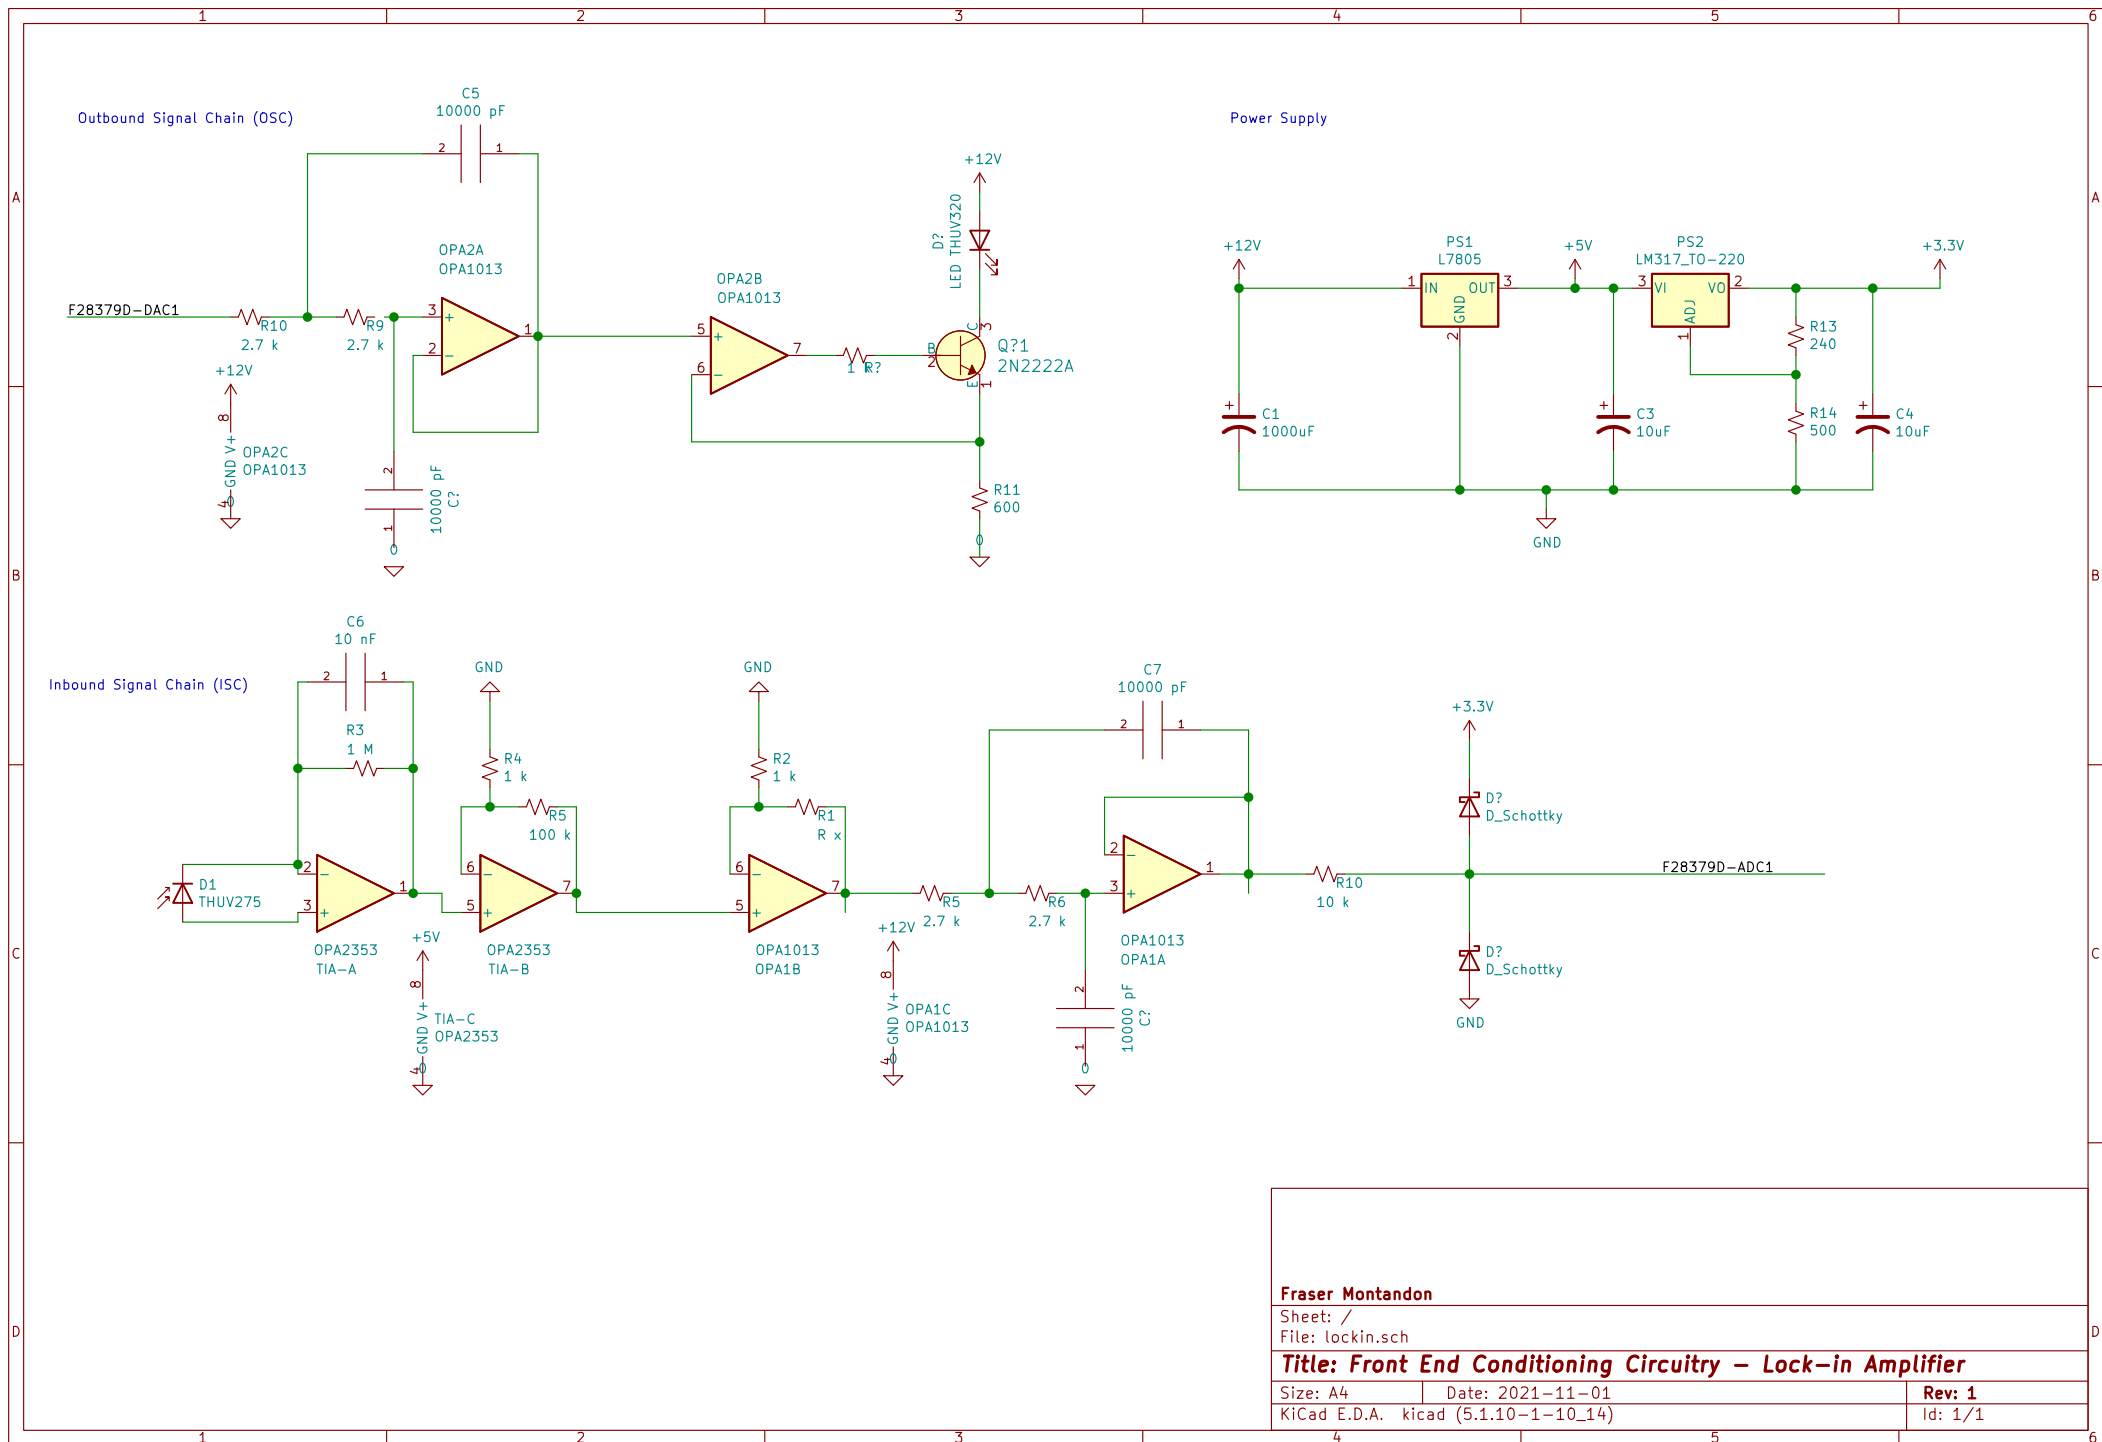 1 2 3 4 5 6
Outbound Signal Chain (OSC)
C5
10000 pF
2 1
Power Supply
A
A
+12V
D?
LED THUV320
OPA2A
OPA1013
OPA2B
OPA1013
F28379D-DAC1
R10
2.7 k
R9
2.7 k
3
+
2
−
1
5
+
6
−
7
1 k
R?
B
2
C
3
E
1
Q?1
2N2222A
+12V
8
V+
GND
4
0
OPA2C
OPA1013
2
1
10000 pF
C?
0
R11
600
0
+12V
PS1
L7805
1
IN
OUT
3
GND
2
+5V
PS2
LM317_TO-220
3
VI
VO
2
ADJ
1
+3.3V
R13
240
+
C1
1000uF
+
C3
10uF
R14
500
+
C4
10uF
GND
B
B
C6
10 nF
2 1
Inbound Signal Chain (ISC)
R3
1 M
GND
R4
1 k
R5
100 k
GND
R2
1 k
R1
R x
C7
10000 pF
2 1
+3.3V
D?
D_Schottky
D1
THUV275
2
−
3
+
1
OPA2353
TIA-A
6
−
5
+
7
OPA2353
TIA-B
6
−
5
+
7
OPA1013
OPA1B
R5
2.7 k
R6
2.7 k
2
−
3
+
1
OPA1013
OPA1A
R10
10 k
F28379D-ADC1
D?
D_Schottky
GND
+5V
8
V+
GND
4
0
TIA-C
OPA2353
+12V
8
V+
GND
4
0
OPA1C
OPA1013
2
1
10000 pF
C?
0
C
C
D
D
Fraser Montandon
Sheet: /
File: lockin.sch
Title: Front End Conditioning Circuitry − Lock-in Amplifier
Size: A4 Date: 2021-11-01 Rev: 1
KiCad E.D.A. kicad (5.1.10-1-10_14) Id: 1/1
1 2 3 4 5 6